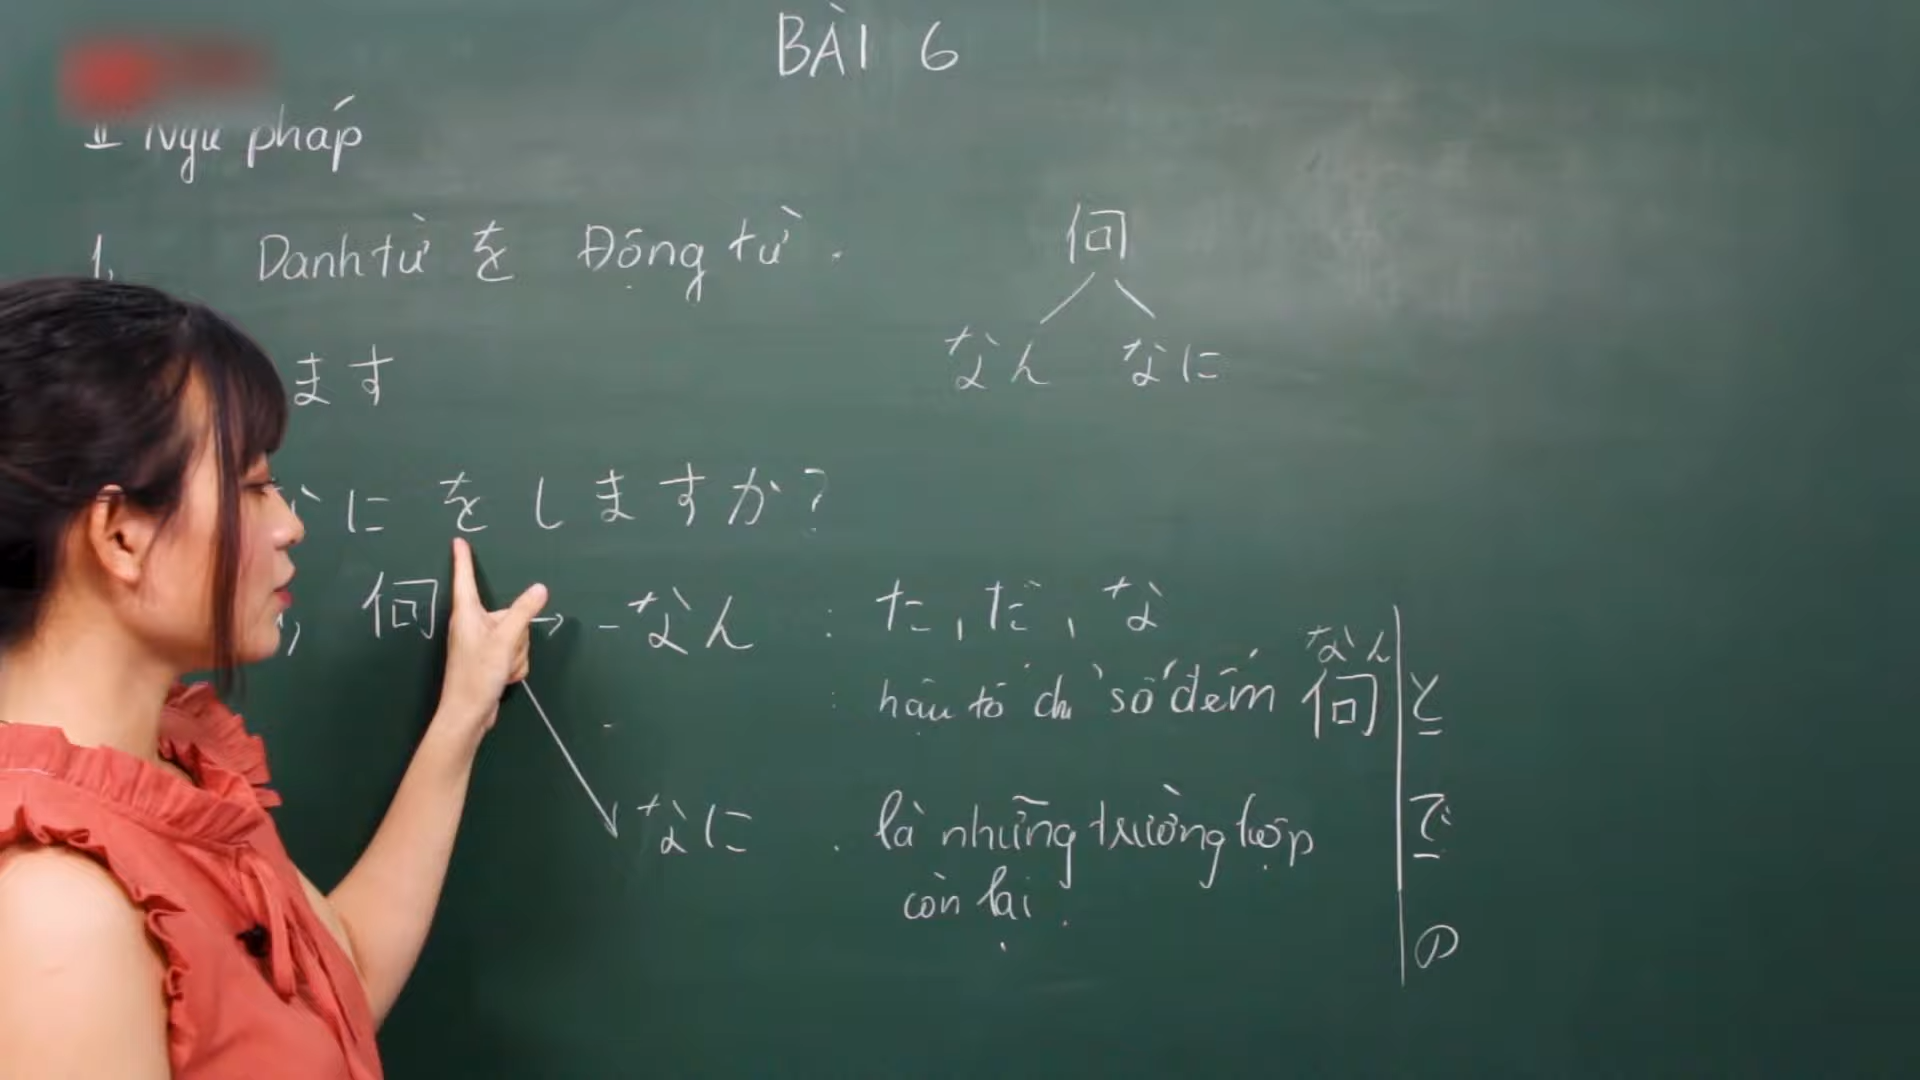 BÀI 6
II Ngữ pháp
1, Danh từ を Động từ.
何
なん なに
ます
なにをしますか?
何 → - なん : た, だ, な
: hậu tố chỉ số đếm 何 なん と
なに . là những trường hợp で
còn lại.
の